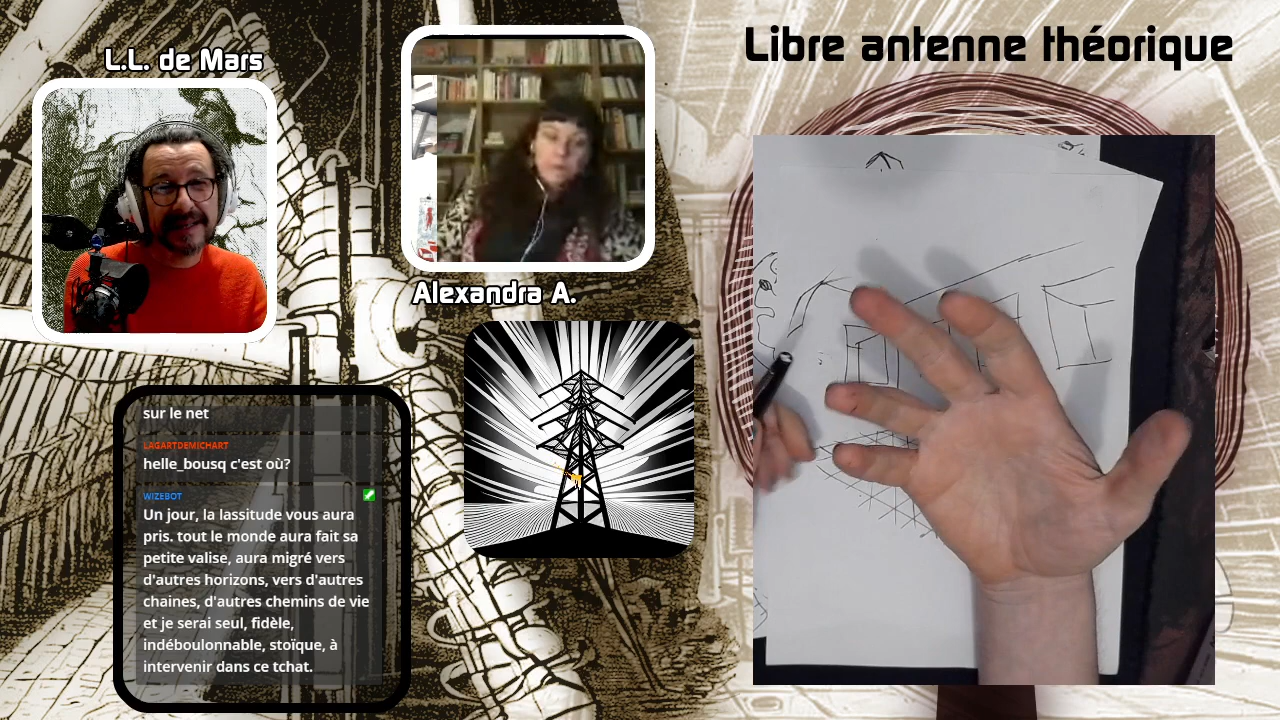 L.L. de Mars
Libre antenne théorique
Alexandra A.
sur le net
LAGARTDEMICHART
helle_bousq c'est où?
WIZEBOT
Un jour, la lassitude vous aura
pris. tout le monde aura fait sa
petite valise, aura migré vers
d'autres horizons, vers d'autres
chaines, d'autres chemins de vie
et je serai seul, fidèle,
indéboulonnable, stoïque, à
intervenir dans ce tchat.